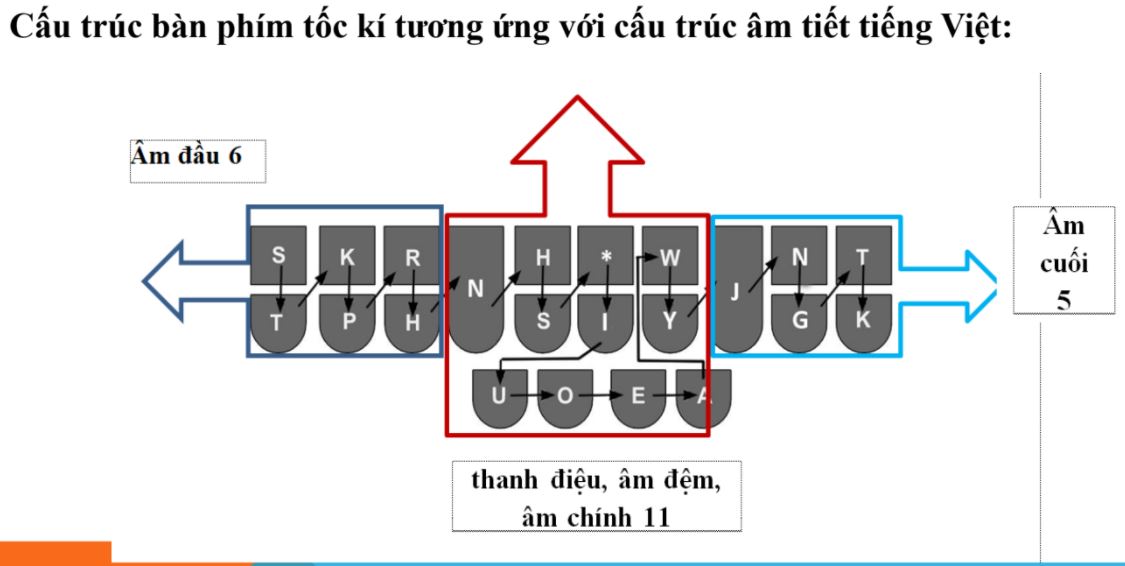 Cấu trúc bàn phím tốc kí tương ứng với cấu trúc âm tiết tiếng Việt:
Âm đầu 6
S K R N H * W J N T
T P H S I Y G K
U O E A
Âm
cuối
5
thanh điệu, âm đệm,
âm chính 11